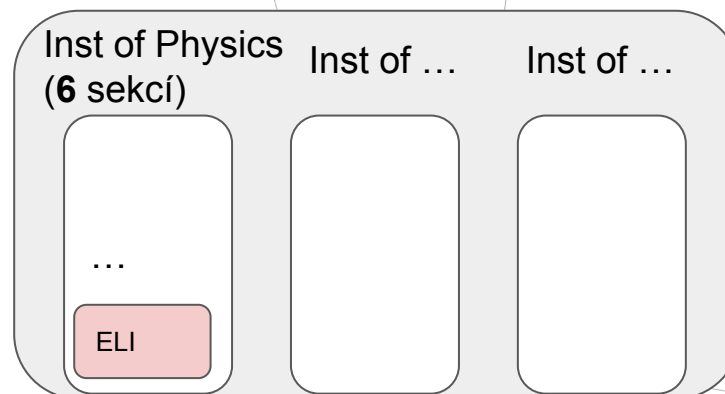 Inst of Physics
(6 sekcí)
Inst of …
Inst of …
…
ELI